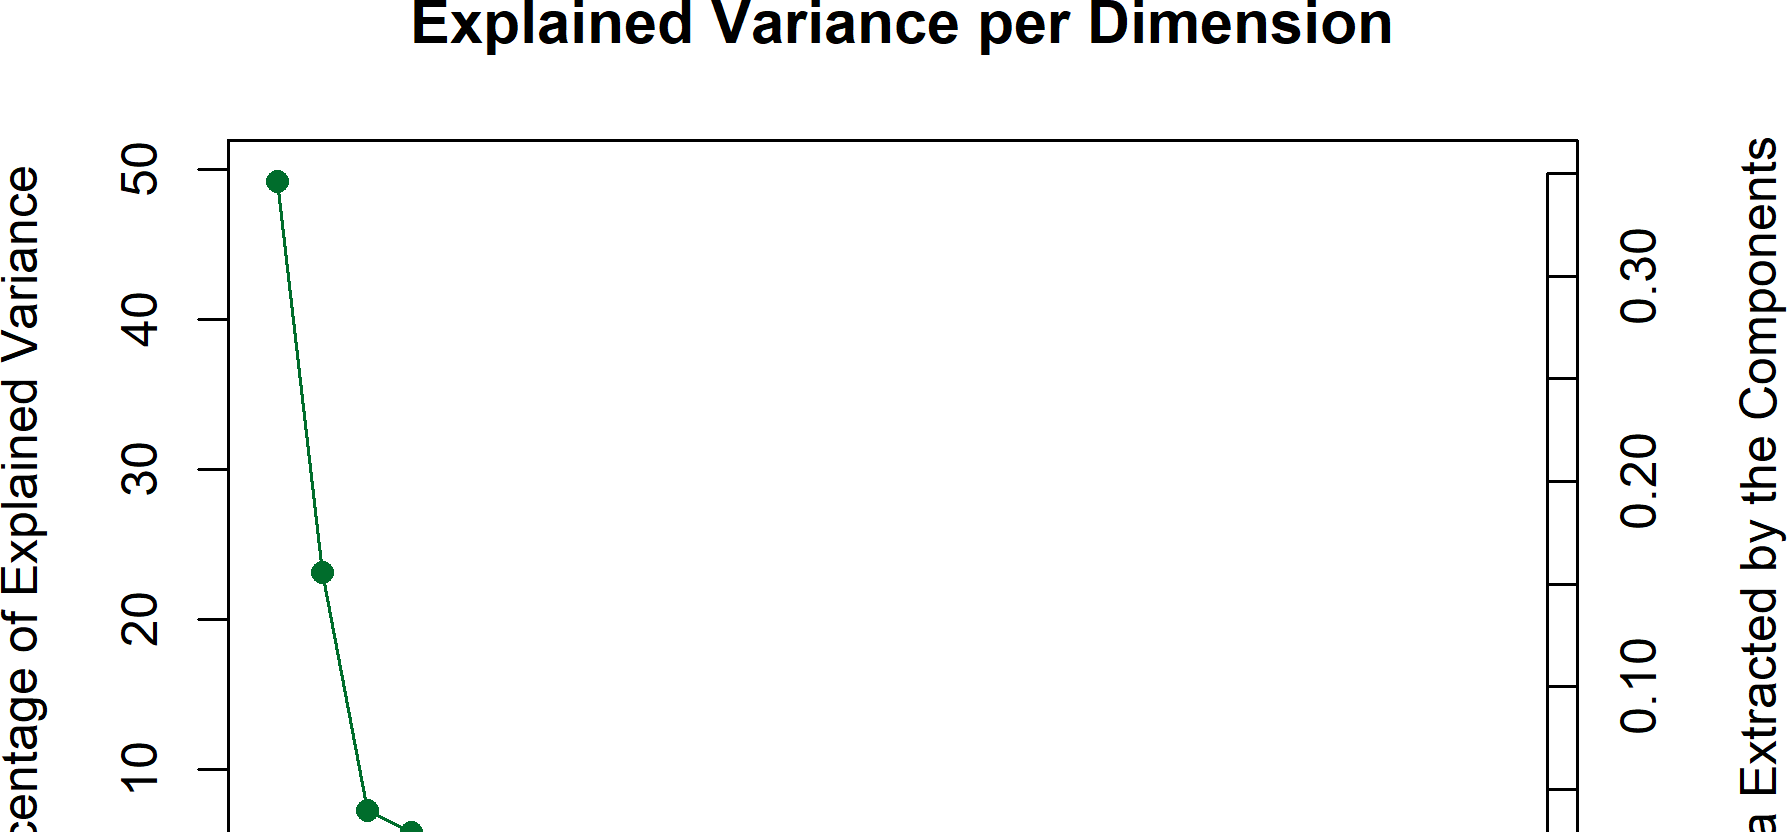 Explained Variance per Dimension
centage of Explained Variance
50
40
30
20
10
0.30
0.20
0.10
a Extracted by the Components